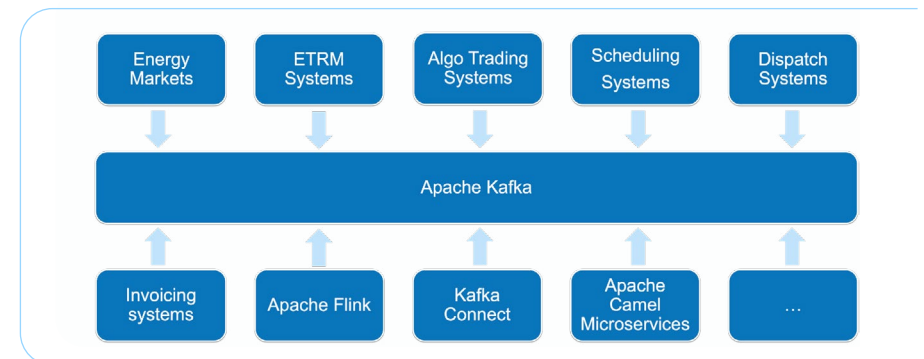 Energy
Markets
ETRM
Systems
Algo Trading
Systems
Scheduling
Systems
Dispatch
Systems
Apache Kafka
Invoicing
systems
Apache Flink
Kafka
Connect
Apache
Camel
Microservices
…